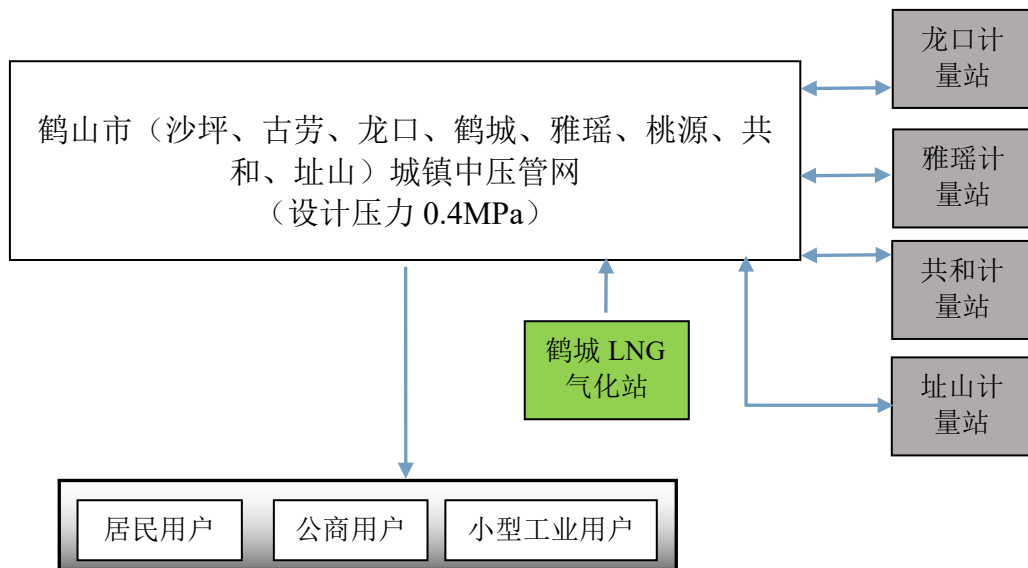 龙口计
量站
鹤山市（沙坪、古劳、龙口、鹤城、雅瑶、桃源、共
和、址山）城镇中压管网
（设计压力 0.4MPa）
雅瑶计
量站
共和计
量站
鹤城 LNG
气化站
址山计
量站
居民用户
公商用户
小型工业用户